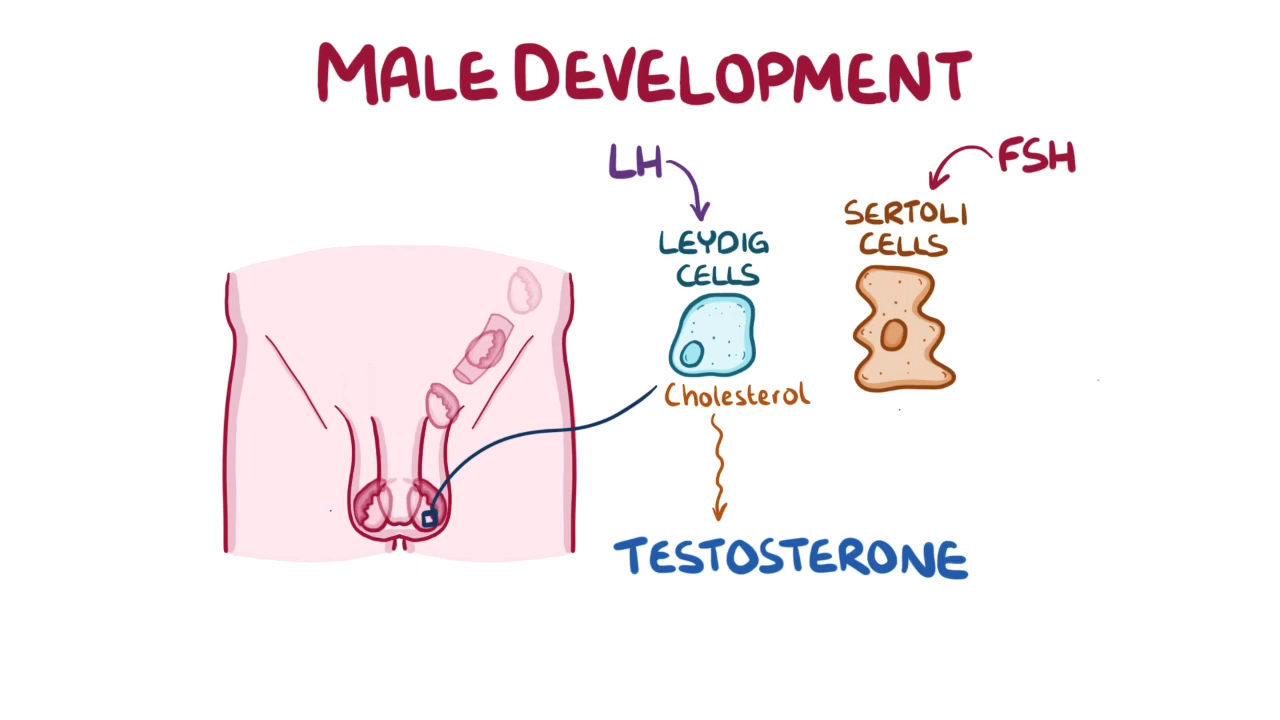 MALE DEVELOPMENT
LH
FSH
LEYDIG
CELLS
SERTOLI
CELLS
Cholesterol
TESTOSTERONE